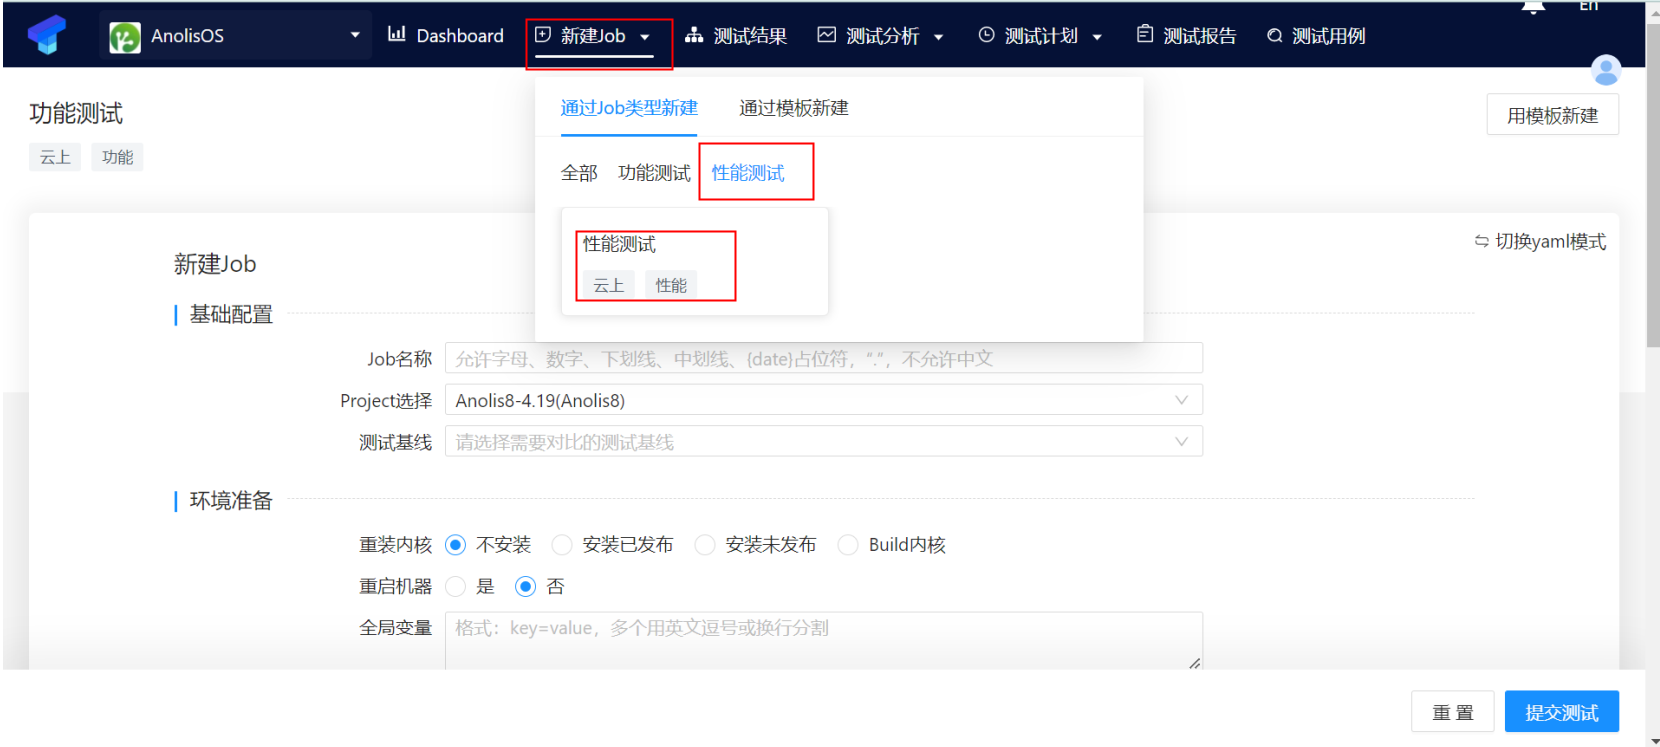 AnolisOS
Dashboard
新建Job
测试结果
测试分析
测试计划
测试报告
测试用例
En
功能测试
云上 功能
通过Job类型新建 通过模板新建
用模板新建
全部 功能测试 性能测试
性能测试
云上 性能
切换yaml模式
新建Job
基础配置
Job名称 允许字母、数字、下划线、中划线、{date}占位符，“.”，不允许中文
Project选择 Anolis8-4.19(Anolis8)
测试基线 请选择需要对比的测试基线
环境准备
重装内核 不安装 安装已发布 安装未发布 Build内核
重启机器 是 否
全局变量 格式：key=value，多个用英文逗号或换行分割
重 置 提交测试